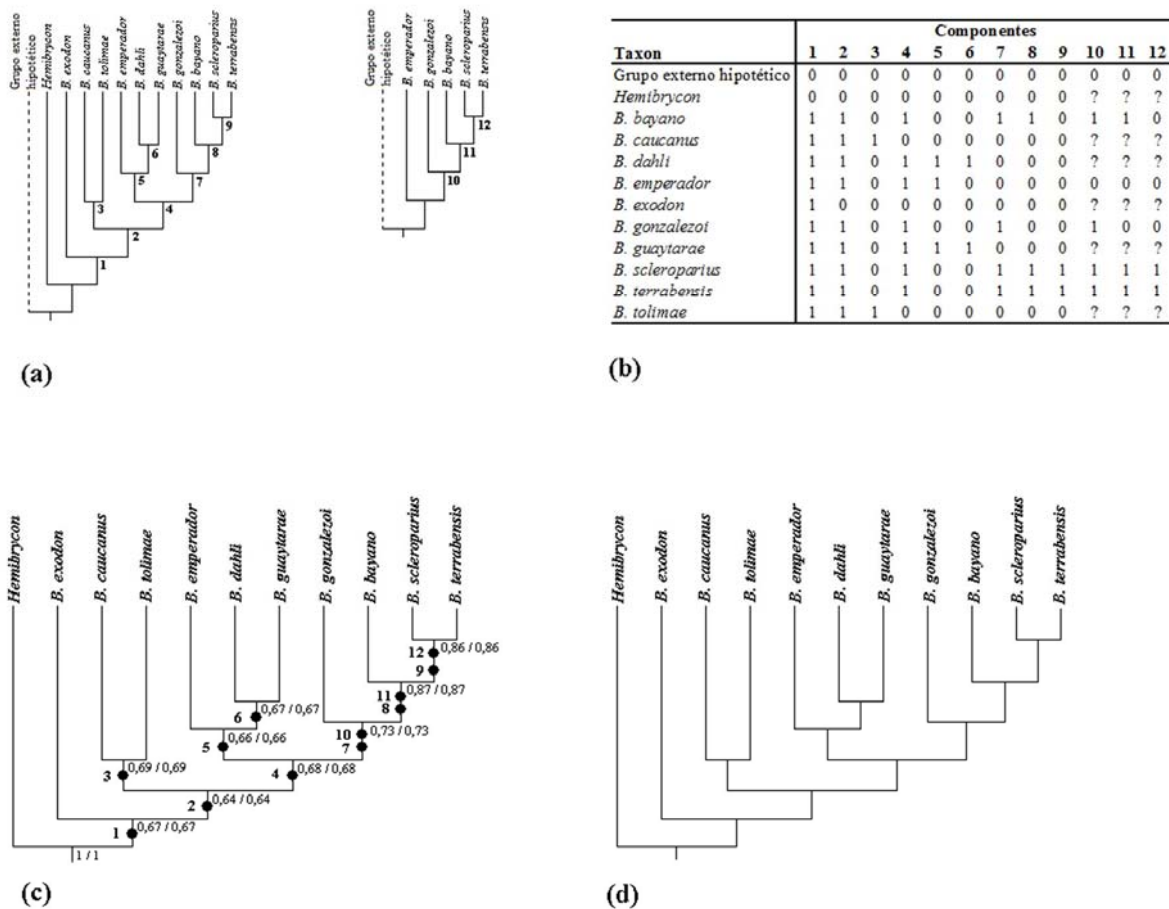 Grupo externo
hipotético
Hemibrycon
B. exodon
B. caucanus
B. tolimae
B. emperador
B. dahli
B. guaytarae
B. gonzalezoi
B. bayano
B. scleroparius
B. terrabensis
9
6
8
5
7
3
4
2
1
(a)
Grupo externo
hipotético
B. emperador
B. gonzalezoi
B. bayano
B. scleroparius
B. terrabensis
12
11
10
Componentes
Taxon 1 2 3 4 5 6 7 8 9 10 11 12
Grupo externo hipotético 0 0 0 0 0 0 0 0 0 0 0 0
Hemibrycon 0 0 0 0 0 0 0 0 0 ? ? ?
B. bayano 1 1 0 1 0 0 1 1 0 1 1 0
B. caucanus 1 1 1 0 0 0 0 0 0 ? ? ?
B. dahli 1 1 0 1 1 1 0 0 0 ? ? ?
B. emperador 1 1 0 1 1 0 0 0 0 0 0 0
B. exodon 1 0 0 0 0 0 0 0 0 ? ? ?
B. gonzalezoi 1 1 0 1 0 0 1 0 0 1 0 0
B. guaytarae 1 1 0 1 1 1 0 0 0 ? ? ?
B. scleroparius 1 1 0 1 0 0 1 1 1 1 1 1
B. terrabensis 1 1 0 1 0 0 1 1 1 1 1 1
B. tolimae 1 1 1 0 0 0 0 0 0 ? ? ?
(b)
Hemibrycon
B. exodon
B. caucanus
B. tolimae
B. emperador
B. dahli
B. guaytarae
B. gonzalezoi
B. bayano
B. scleroparius
B. terrabensis
12 0,86 / 0,86
9
11 0,87 / 0,87
8
6 0,67 / 0,67
10 0,73 / 0,73
7
5 0,66 / 0,66
3 0,69 / 0,69
4 0,68 / 0,68
2 0,64 / 0,64
1 0,67 / 0,67
1 / 1
(c)
Hemibrycon
B. exodon
B. caucanus
B. tolimae
B. emperador
B. dahli
B. guaytarae
B. gonzalezoi
B. bayano
B. scleroparius
B. terrabensis
(d)